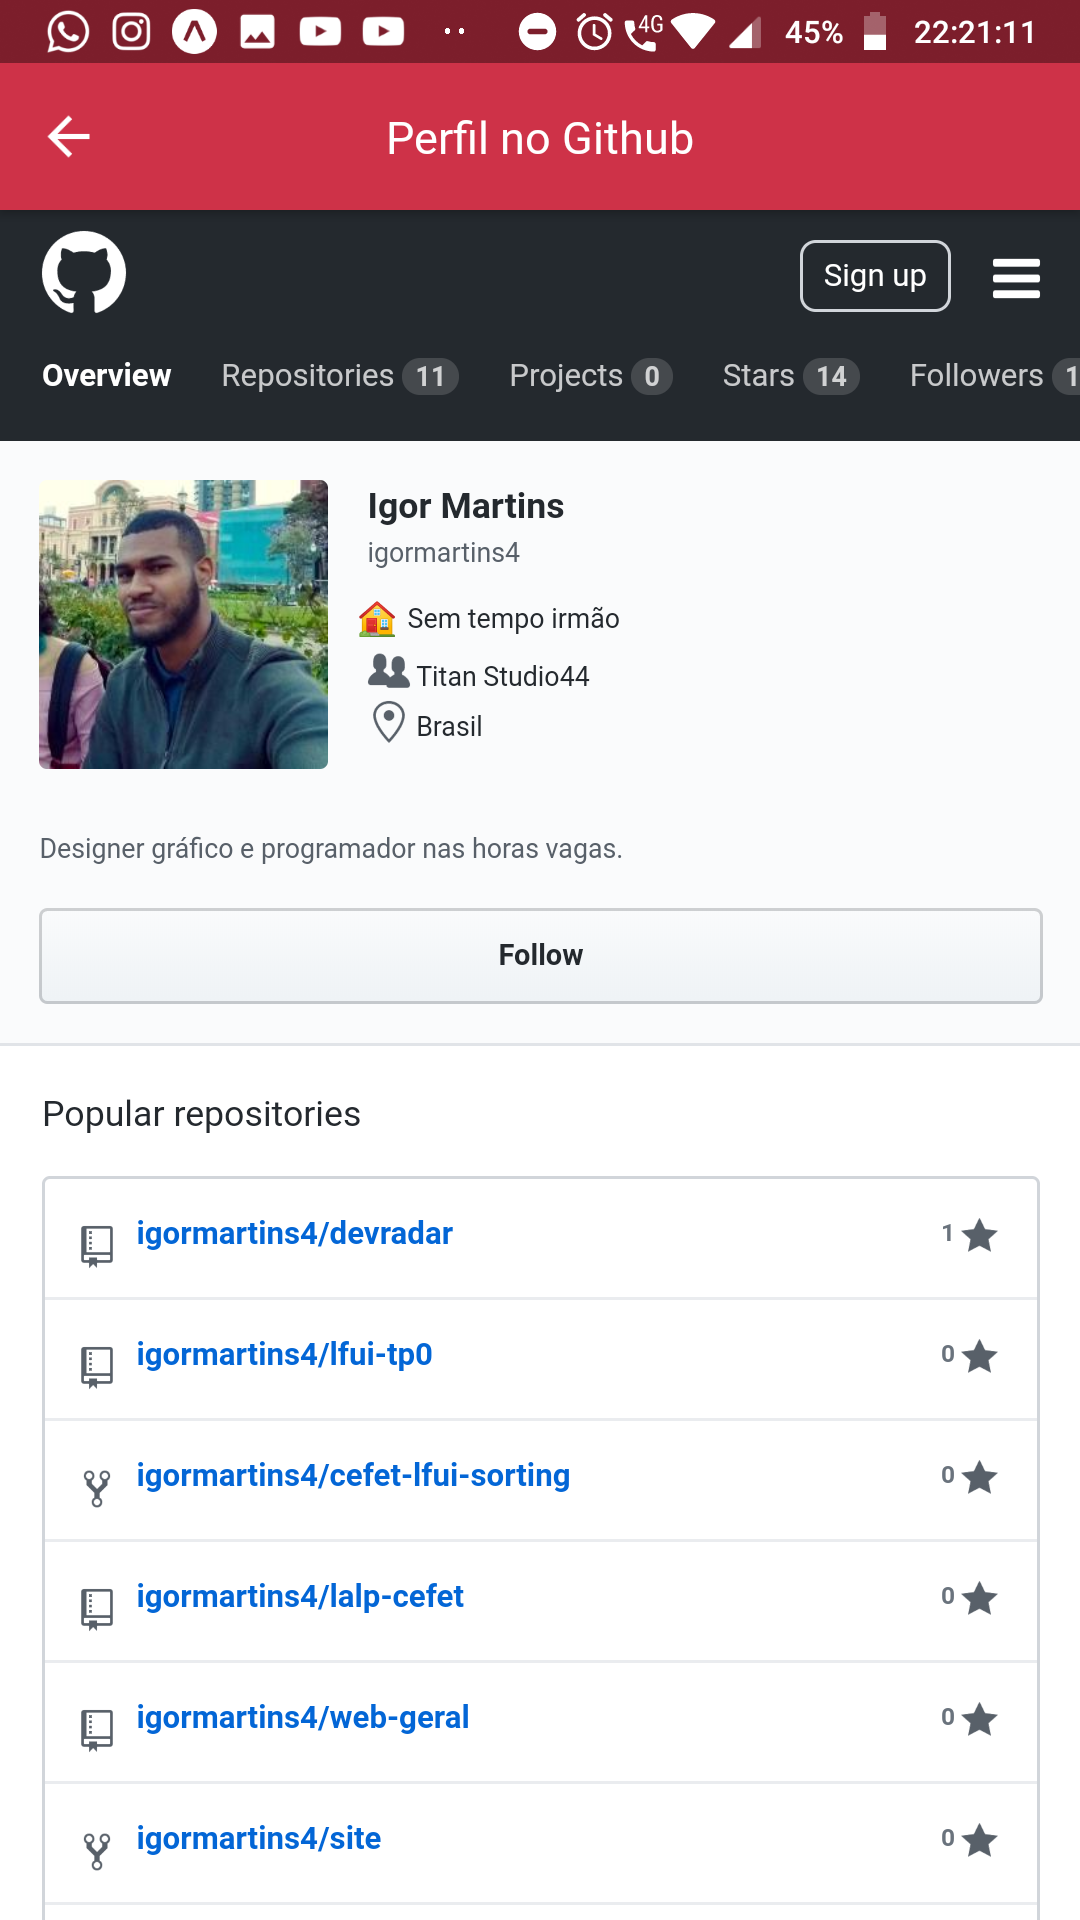 4G 45% 22:21:11
Perfil no Github
Sign up
Overview Repositories 11 Projects 0 Stars 14 Followers 1
Igor Martins
igormartins4
Sem tempo irmão
Titan Studio44
Brasil
Designer gráfico e programador nas horas vagas.
Follow
Popular repositories
igormartins4/devradar 1
igormartins4/lfui-tp0 0
igormartins4/cefet-lfui-sorting 0
igormartins4/lalp-cefet 0
igormartins4/web-geral 0
igormartins4/site 0